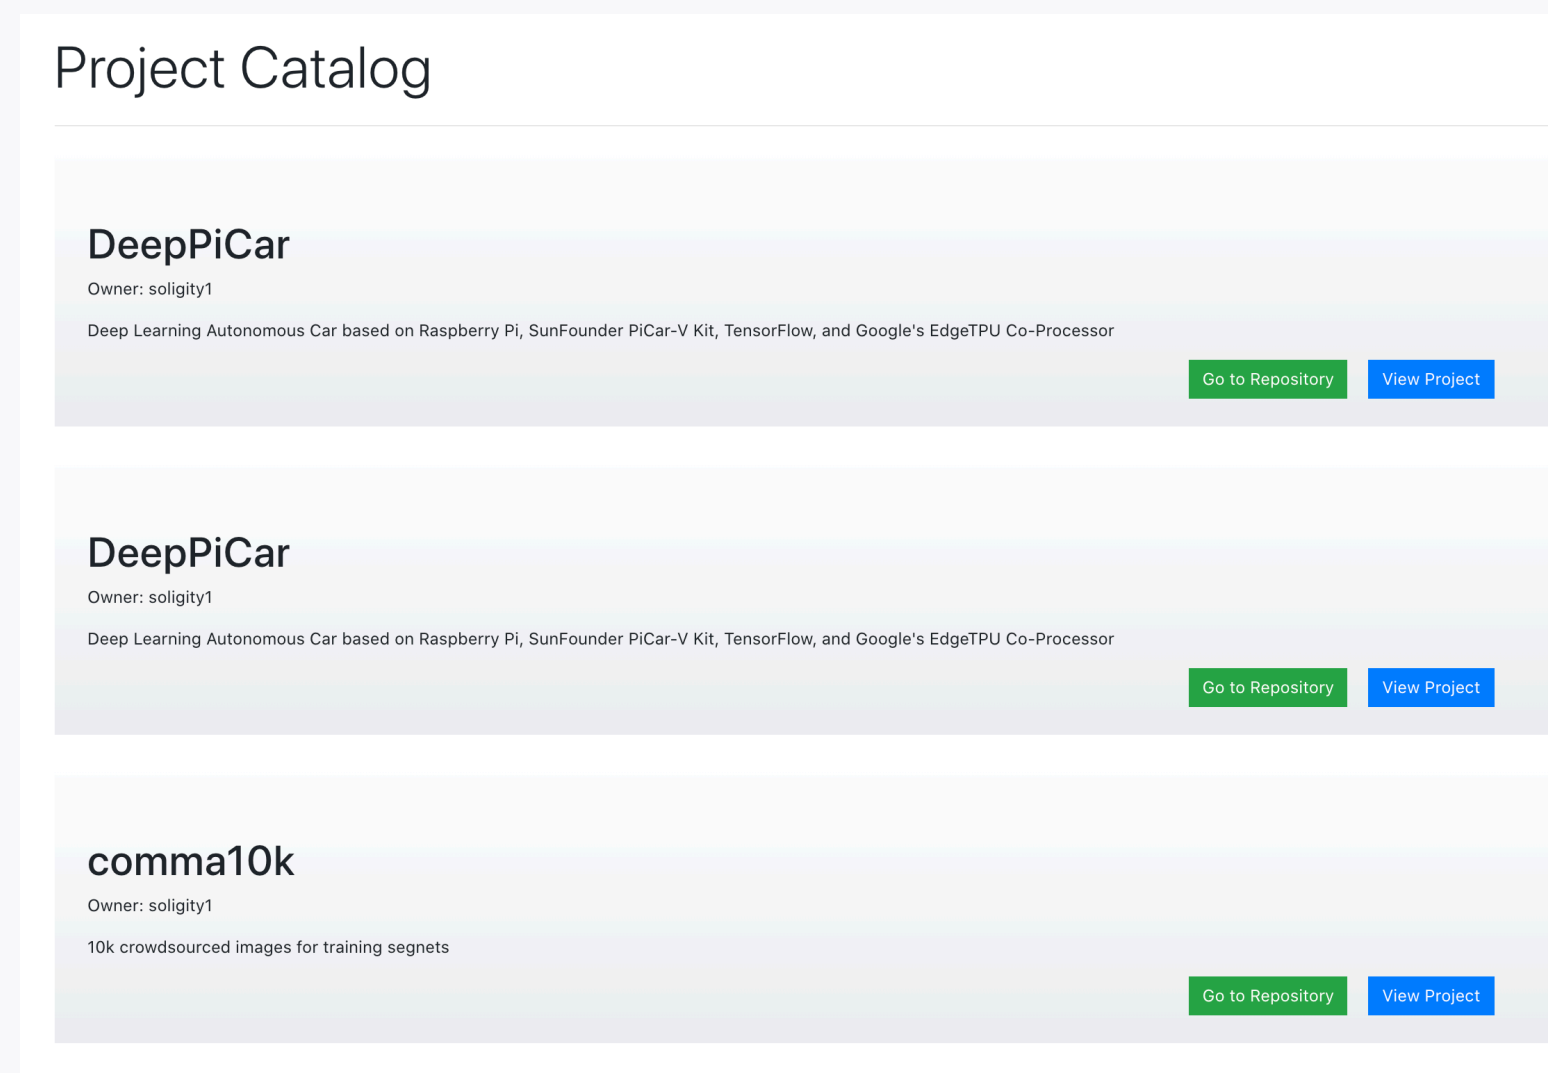 Project Catalog
DeepPiCar
Owner: soligity1
Deep Learning Autonomous Car based on Raspberry Pi, SunFounder PiCar-V Kit, TensorFlow, and Google's EdgeTPU Co-Processor
Go to Repository View Project
DeepPiCar
Owner: soligity1
Deep Learning Autonomous Car based on Raspberry Pi, SunFounder PiCar-V Kit, TensorFlow, and Google's EdgeTPU Co-Processor
Go to Repository View Project
comma10k
Owner: soligity1
10k crowdsourced images for training segnets
Go to Repository View Project